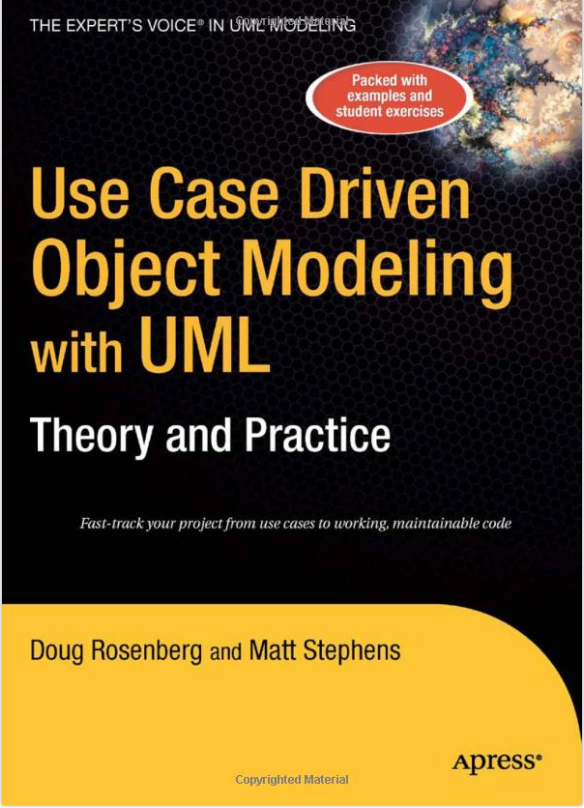 Copyrighted Material
THE EXPERT'S VOICE® IN UML MODELING
Packed with
examples and
student exercises
Use Case Driven
Object Modeling
with UML
Theory and Practice
Fast-track your project from use cases to working, maintainable code
Doug Rosenberg and Matt Stephens
Apress®
Copyrighted Material